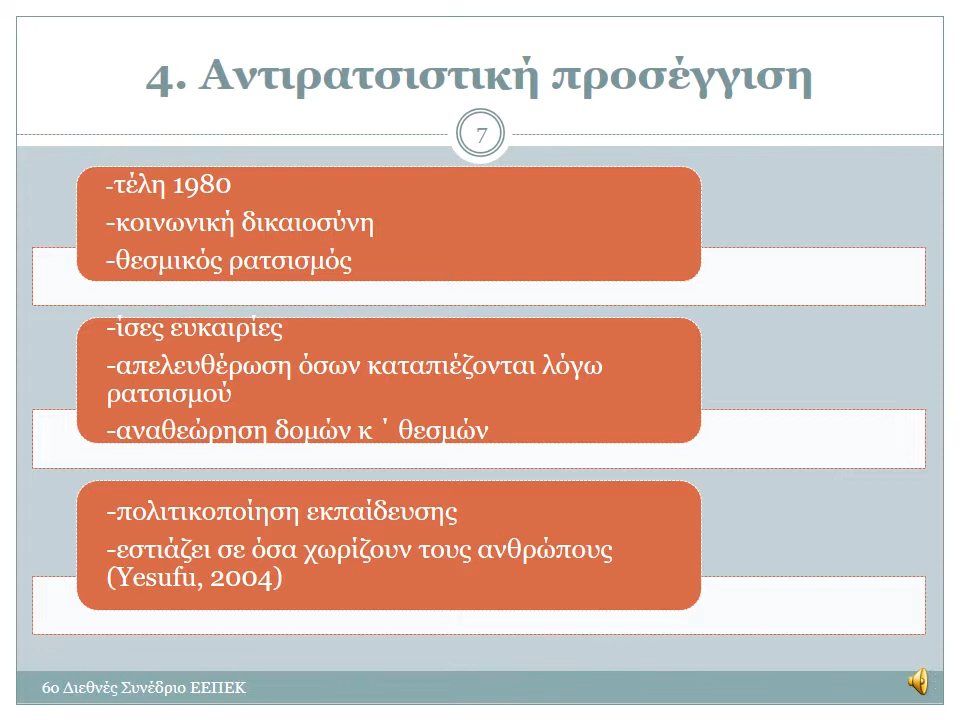 4. Αντιρατσιστική προσέγγιση
7
-τέλη 1980
-κοινωνική δικαιοσύνη
-θεσμικός ρατσισμός
-ίσες ευκαιρίες
-απελευθέρωση όσων καταπιέζονται λόγω
ρατσισμού
-αναθεώρηση δομών κ ΄ θεσμών
-πολιτικοποίηση εκπαίδευσης
-εστιάζει σε όσα χωρίζουν τους ανθρώπους
(Yesufu, 2004)
6ο Διεθνές Συνέδριο ΕΕΠΕΚ